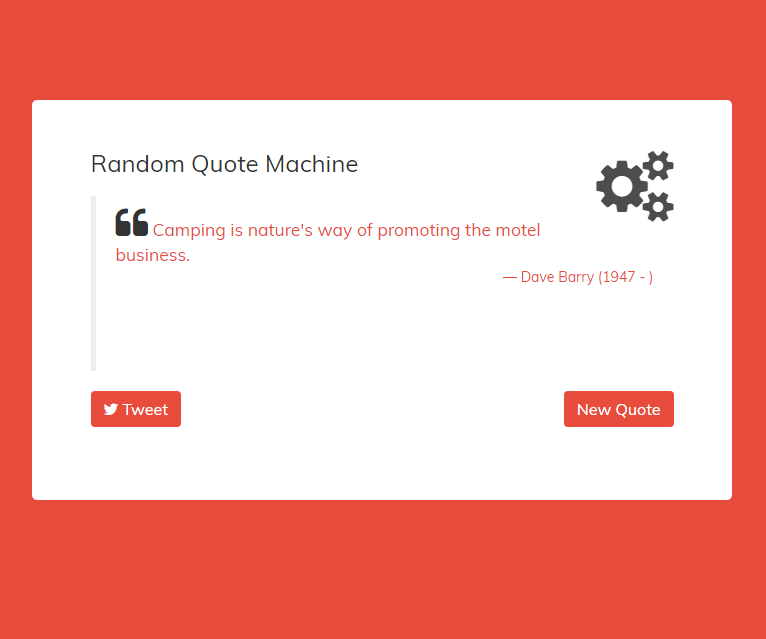 Random Quote Machine
❝ Camping is nature's way of promoting the motel
business.
— Dave Barry (1947 - )
Tweet
New Quote